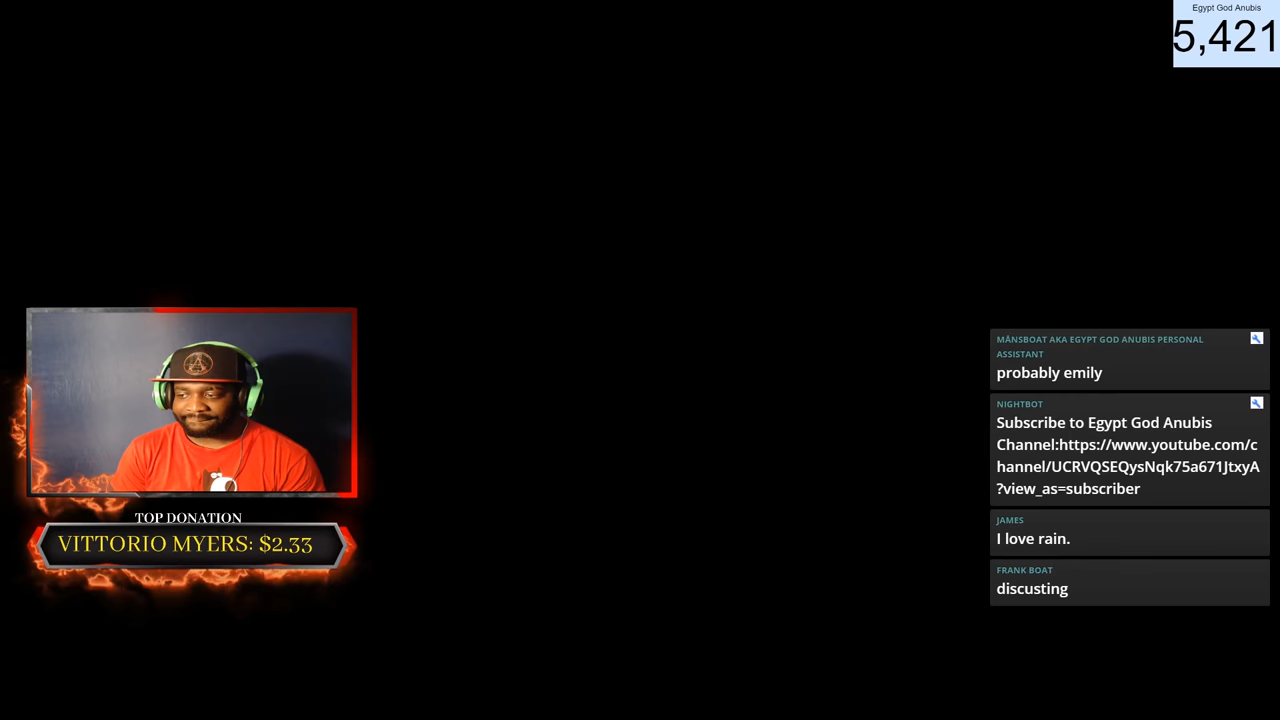 Egypt God Anubis
5,421
MÅNSBOAT AKA EGYPT GOD ANUBIS PERSONAL
ASSISTANT
probably emily
NIGHTBOT
Subscribe to Egypt God Anubis
Channel:https://www.youtube.com/c
hannel/UCRVQSEQysNqk75a671JtxyA
?view_as=subscriber
JAMES
I love rain.
FRANK BOAT
discusting
TOP DONATION
VITTORIO MYERS: $2.33